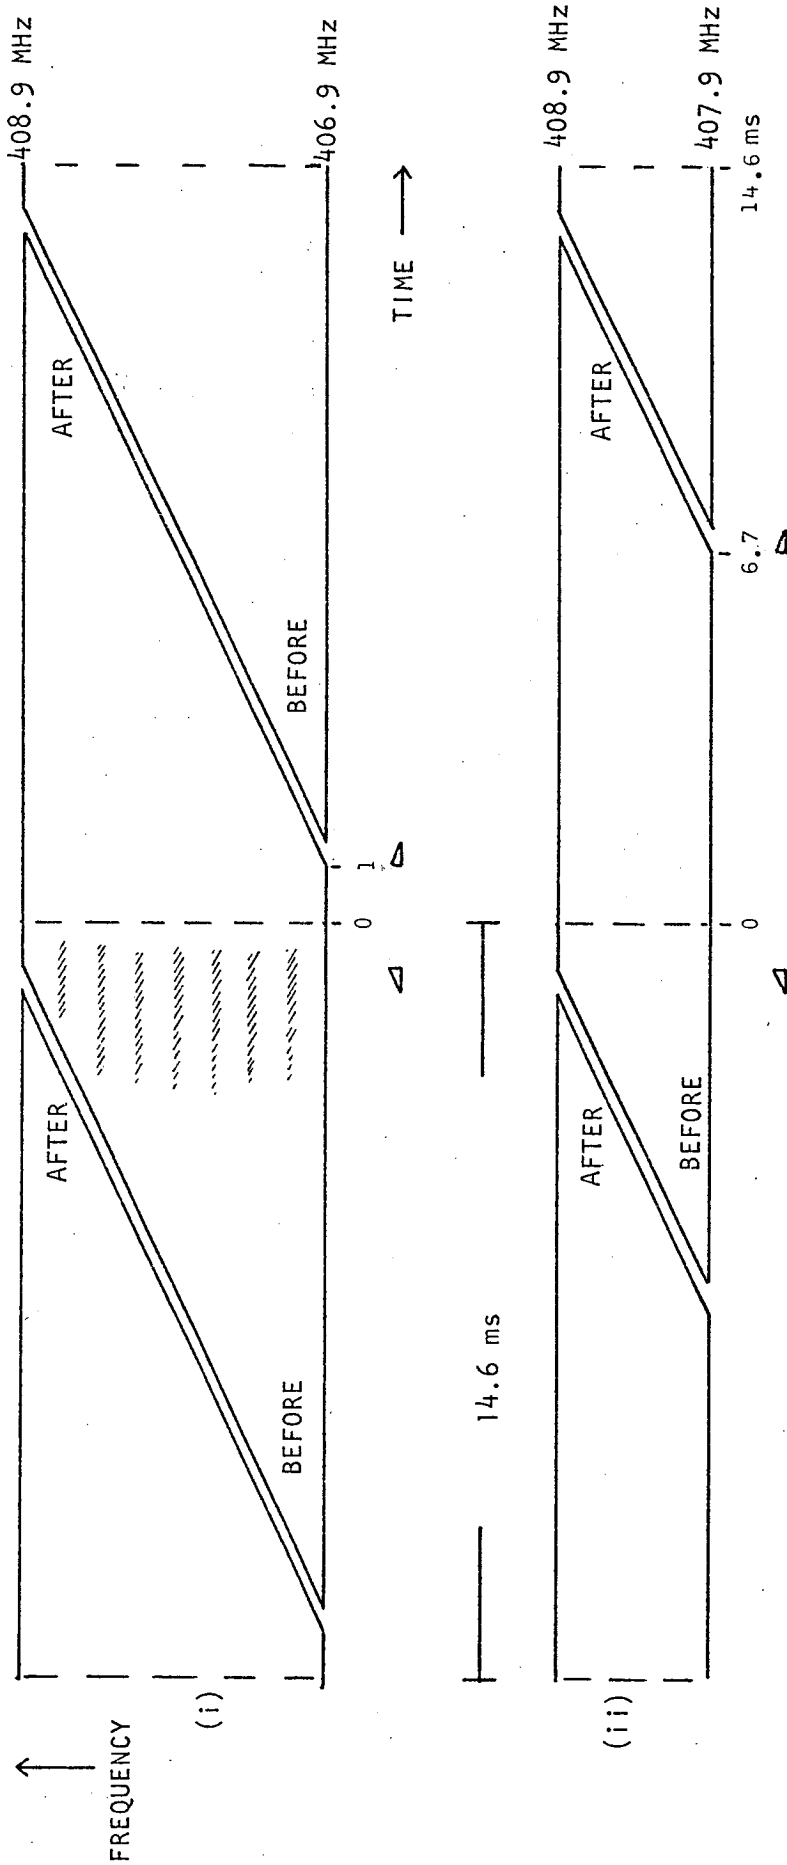 FREQUENCY
(i)
AFTER
BEFORE
AFTER
BEFORE
408.9 MHz
406.9 MHz
0
1
TIME
14.6 ms
(ii)
AFTER
BEFORE
AFTER
408.9 MHz
407.9 MHz
0
6.7
14.6 ms